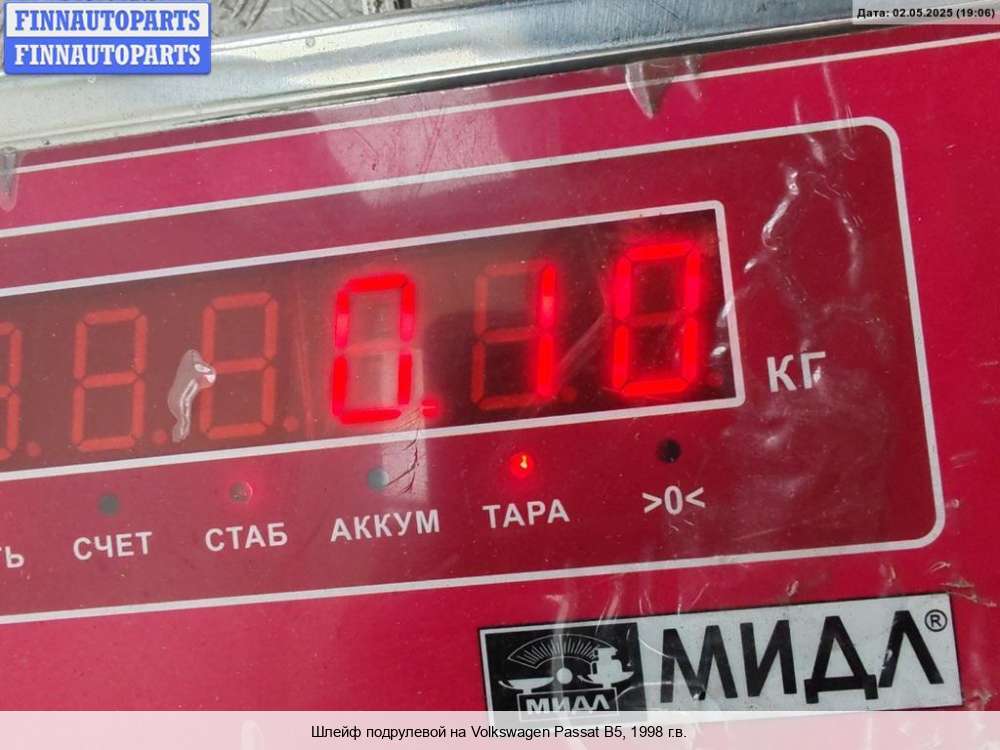 FINNAUTOPARTS
FINNAUTOPARTS
Дата: 02.05.2025 (19:06)
0.10
КГ
СЧЕТ СТАБ АККУМ ТАРА >0<
МИДЛ®
МИДЛ
Шлейф подрулевой на Volkswagen Passat B5, 1998 г.в.